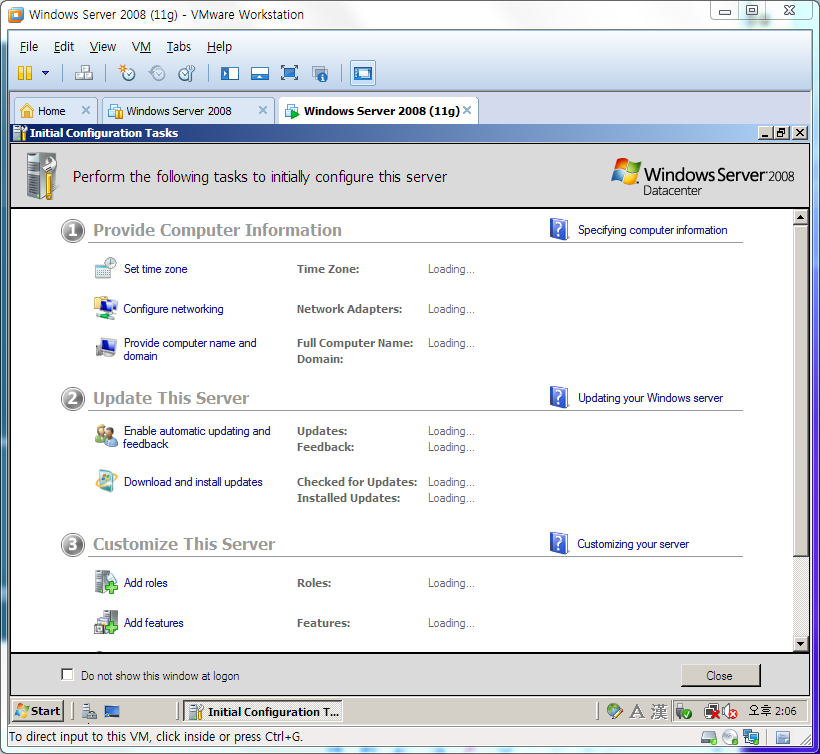 Windows Server 2008 (11g) - VMware Workstation
File Edit View VM Tabs Help
Home Windows Server 2008 Windows Server 2008 (11g)
Initial Configuration Tasks
Perform the following tasks to initially configure this server
Windows Server 2008
Datacenter
1 Provide Computer Information Specifying computer information
Set time zone Time Zone: Loading...
Configure networking Network Adapters: Loading...
Provide computer name and Full Computer Name: Loading...
domain Domain:
2 Update This Server Updating your Windows server
Enable automatic updating and Updates: Loading...
feedback Feedback: Loading...
Download and install updates Checked for Updates: Loading...
Installed Updates: Loading...
3 Customize This Server Customizing your server
Add roles Roles: Loading...
Add features Features: Loading...
Do not show this window at logon Close
Start Initial Configuration T... A 漢 오후 2:06
To direct input to this VM, click inside or press Ctrl+G.